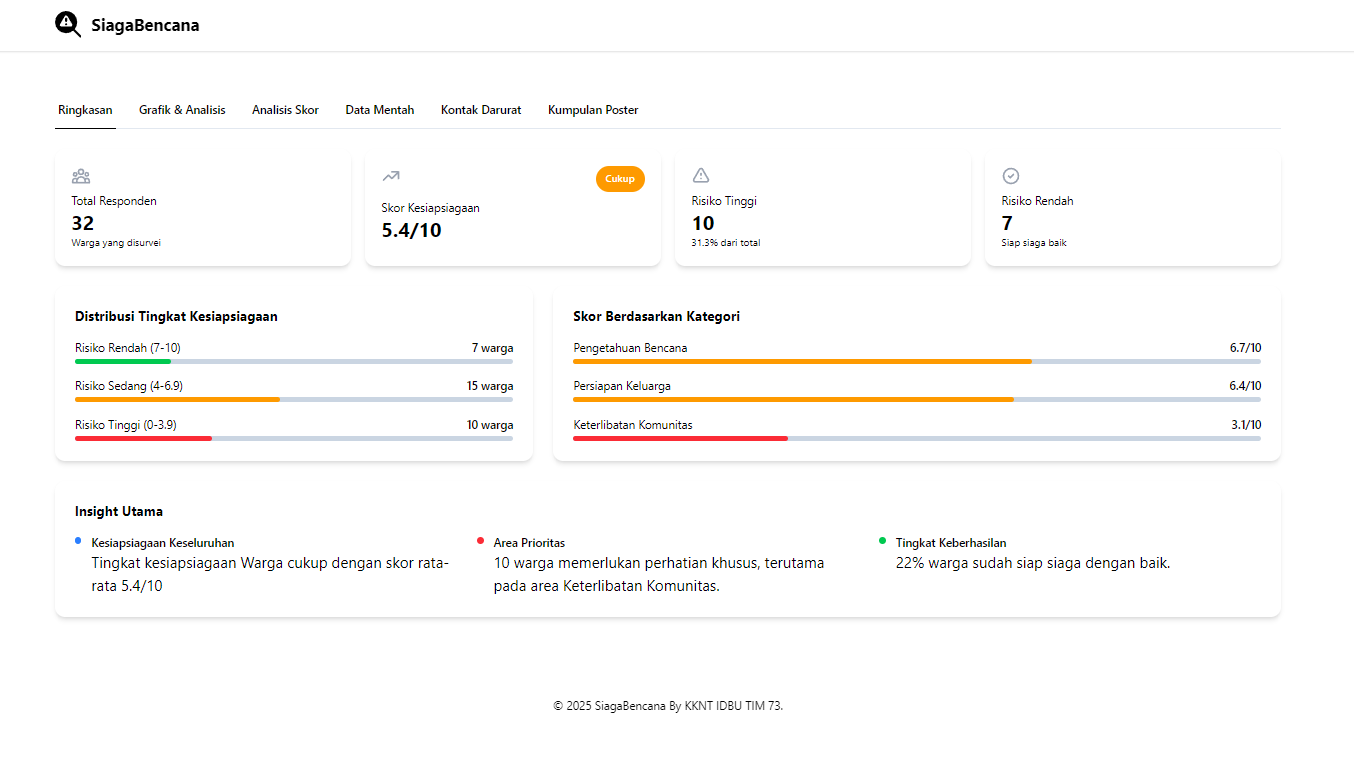 SiagaBencana
Ringkasan
Grafik & Analisis
Analisis Skor
Data Mentah
Kontak Darurat
Kumpulan Poster
Total Responden
32
Warga yang disurvei
Cukup
Skor Kesiapsiagaan
5.4/10
Risiko Tinggi
10
31.3% dari total
Risiko Rendah
7
Siap siaga baik
Distribusi Tingkat Kesiapsiagaan
Risiko Rendah (7-10) 7 warga
Risiko Sedang (4-6.9) 15 warga
Risiko Tinggi (0-3.9) 10 warga
Skor Berdasarkan Kategori
Pengetahuan Bencana 6.7/10
Persiapan Keluarga 6.4/10
Keterlibatan Komunitas 3.1/10
Insight Utama
Kesiapsiagaan Keseluruhan
Tingkat kesiapsiagaan Warga cukup dengan skor rata-
rata 5.4/10
Area Prioritas
10 warga memerlukan perhatian khusus, terutama
pada area Keterlibatan Komunitas.
Tingkat Keberhasilan
22% warga sudah siap siaga dengan baik.
© 2025 SiagaBencana By KKNT IDBU TIM 73.